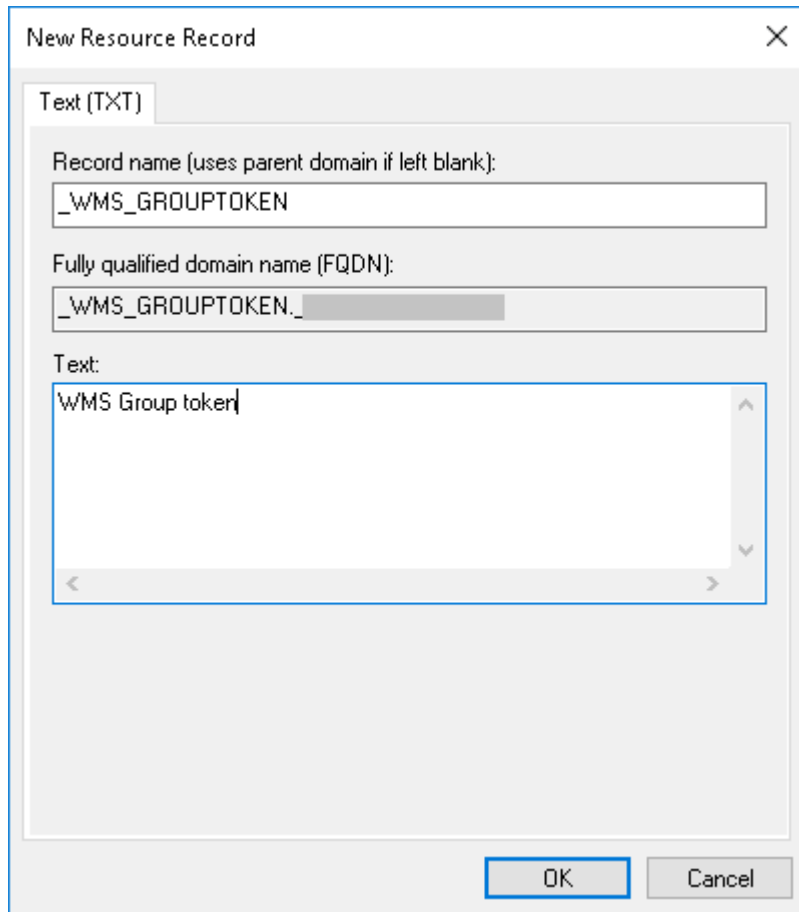 New Resource Record
Text (TXT)
Record name (uses parent domain if left blank):
_WMS_GROUPTOKEN
Fully qualified domain name (FQDN):
_WMS_GROUPTOKEN._
Text:
WMS Group token
OK
Cancel